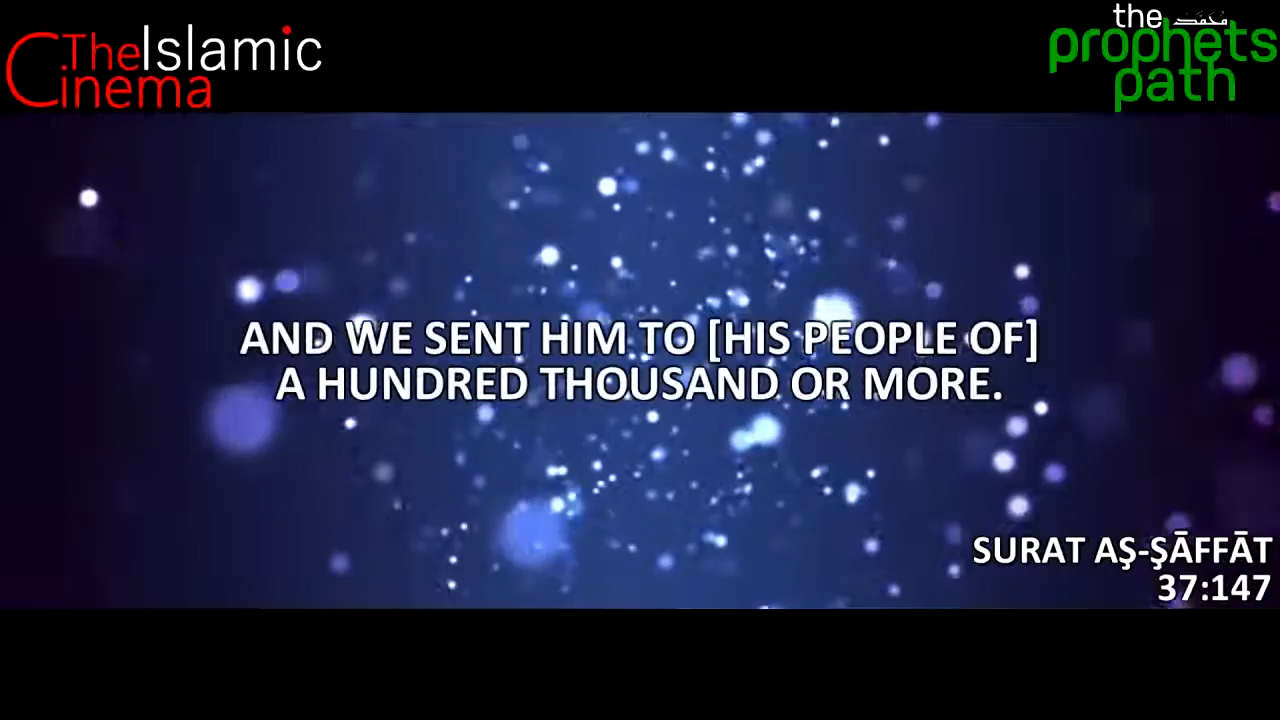 TheIslamic
Cinema
the محمد
prophets
path
AND WE SENT HIM TO [HIS PEOPLE OF]
A HUNDRED THOUSAND OR MORE.
SURAT AŞ-ŞĀFFĀT
37:147